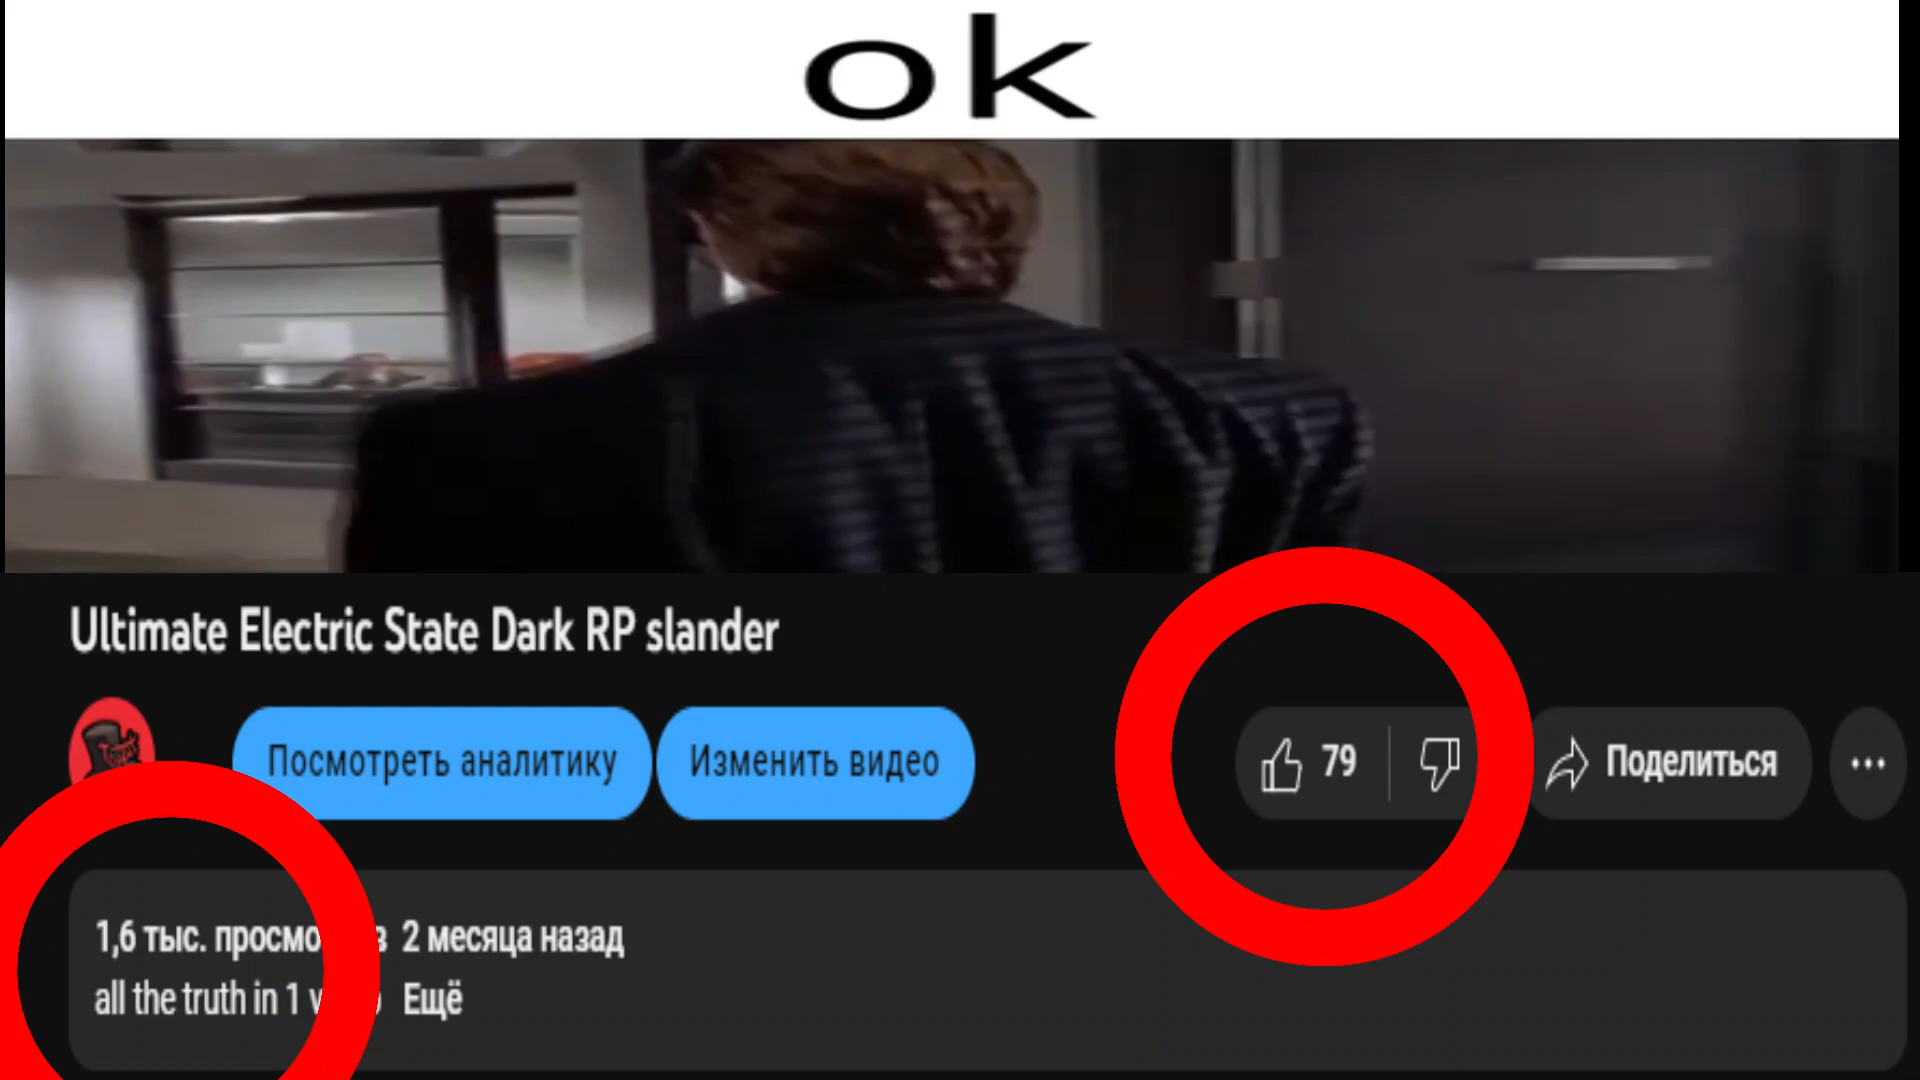 ok
Ultimate Electric State Dark RP slander
Посмотреть аналитику
Изменить видео
79
Поделиться
1,6 тыс. 2 месяца назад
all the truth in 1 Ещё